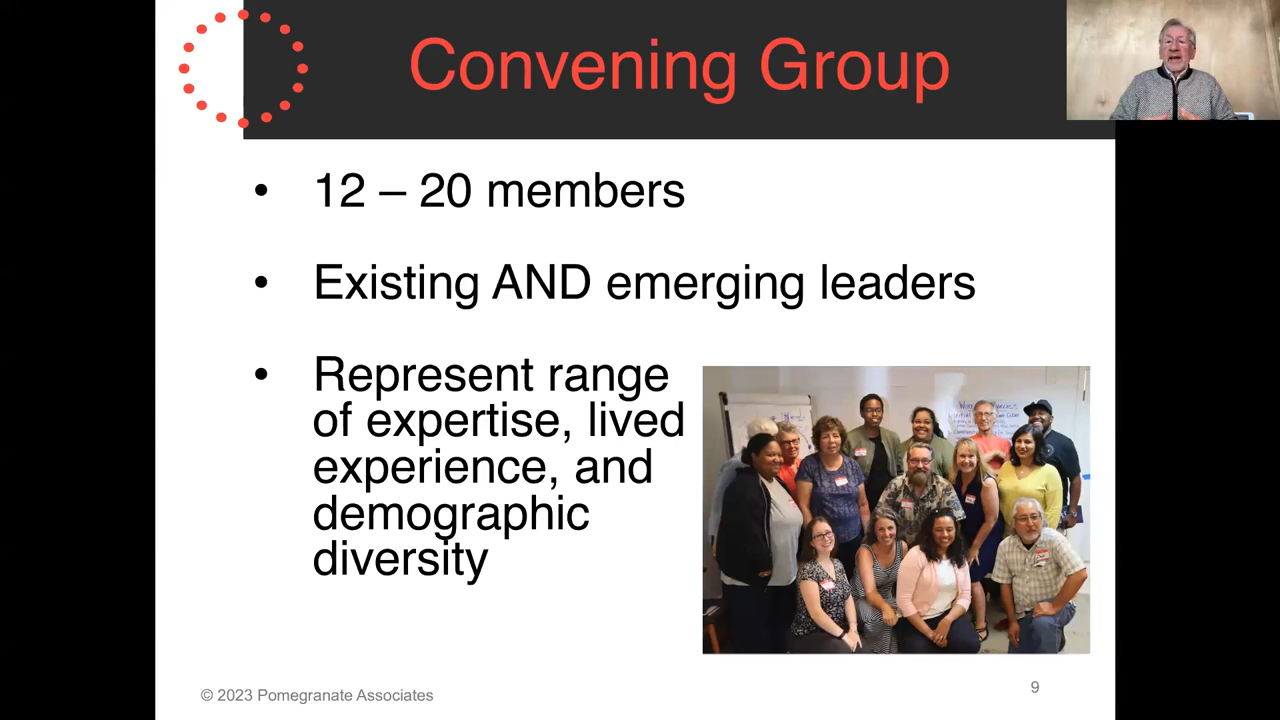 Convening Group
• 12 – 20 members
• Existing AND emerging leaders
• Represent range
of expertise, lived
experience, and
demographic
diversity
© 2023 Pomegranate Associates
9